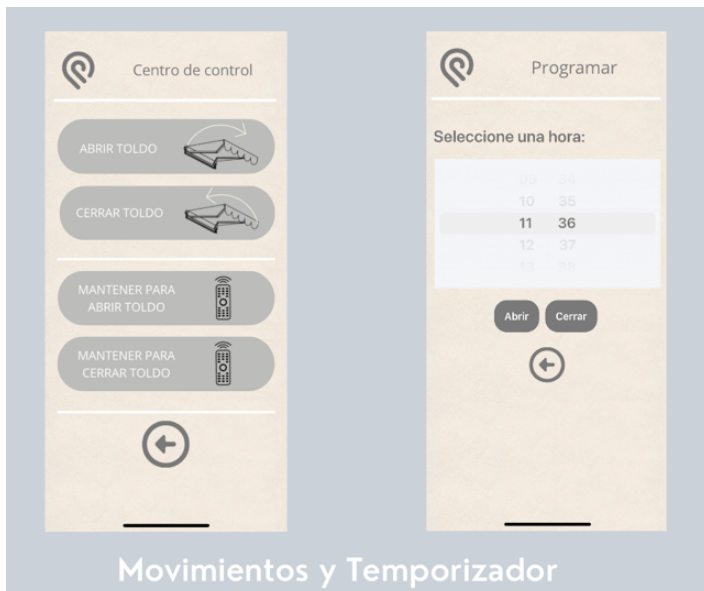 Centro de control
ABRIR TOLDO
CERRAR TOLDO
MANTENER PARA
ABRIR TOLDO
MANTENER PARA
CERRAR TOLDO
Programar
Seleccione una hora:
10 35
11 36
12 37
Abrir Cerrar
Movimientos y Temporizador